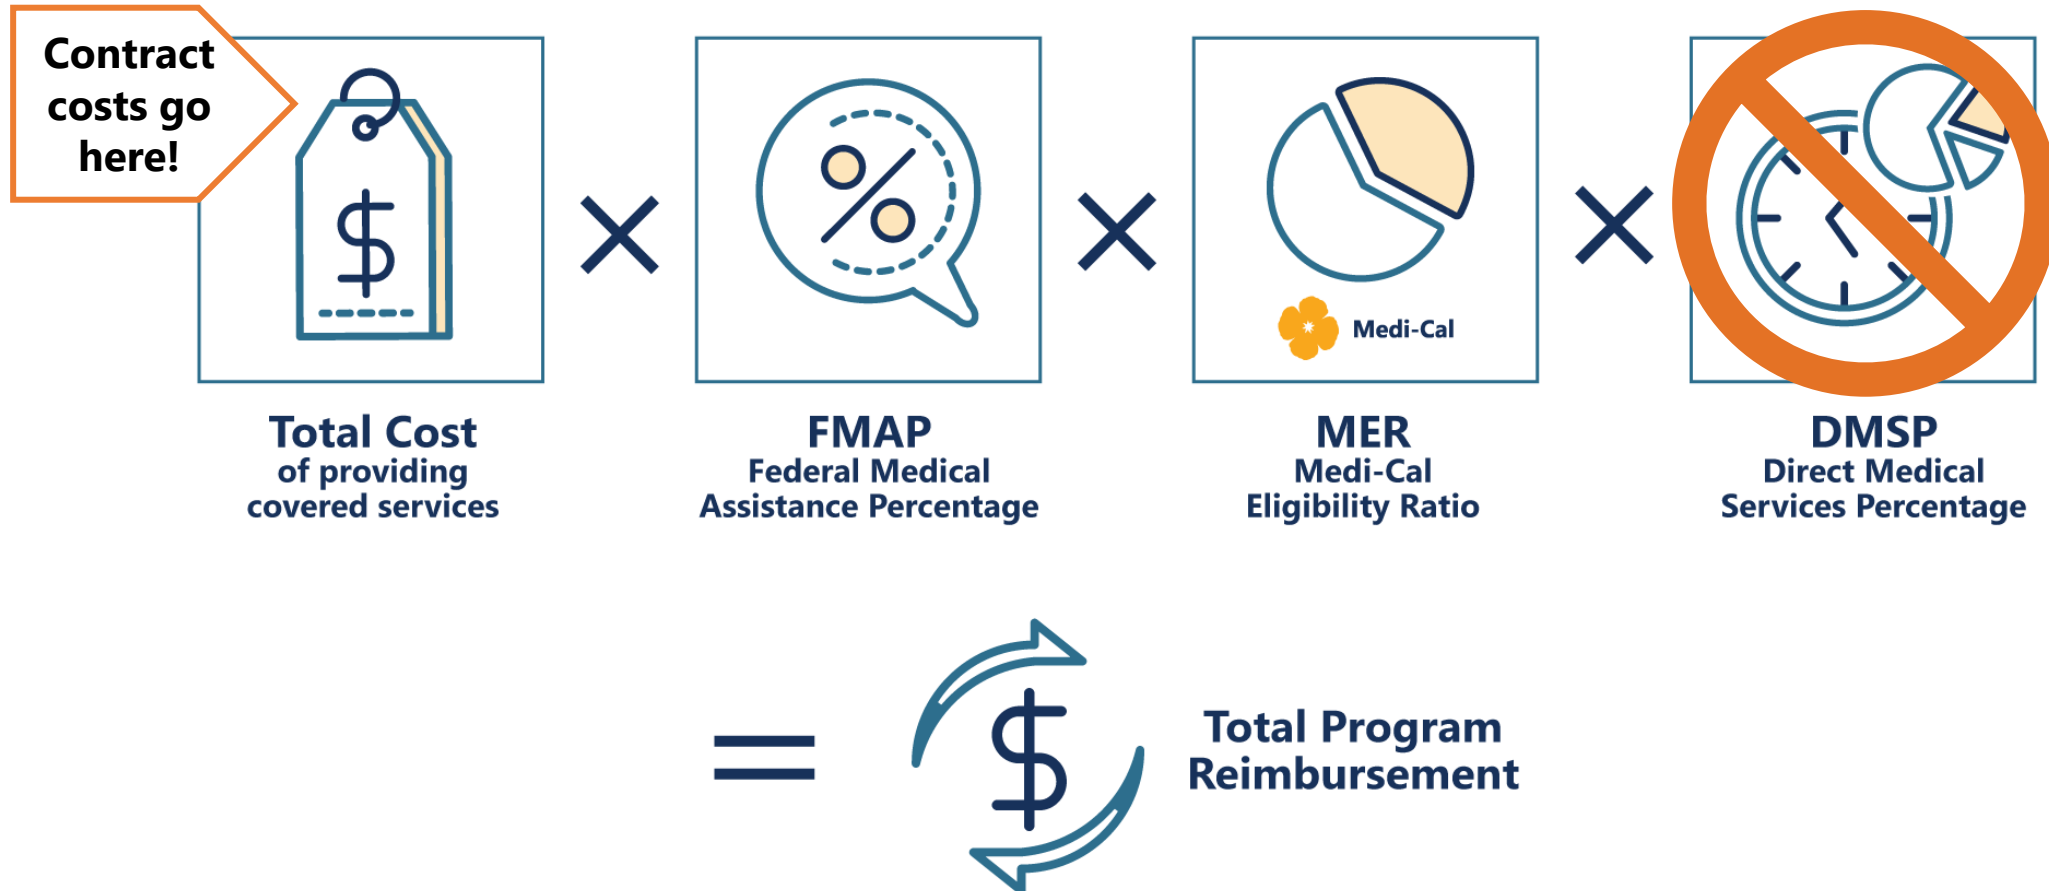 Contract
costs go
here!
$
%
Medi-Cal
Total Cost
of providing
covered services
FMAP
Federal Medical
Assistance Percentage
MER
Medi-Cal
Eligibility Ratio
DMSP
Direct Medical
Services Percentage
=
$
Total Program
Reimbursement